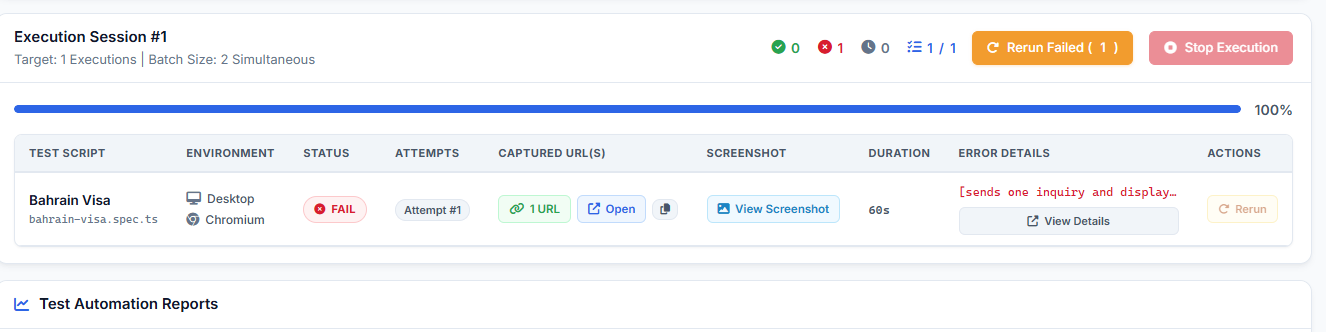 Execution Session #1
Target: 1 Executions | Batch Size: 2 Simultaneous
0 1 0 1 / 1 Rerun Failed ( 1 ) Stop Execution
100%
TEST SCRIPT ENVIRONMENT STATUS ATTEMPTS CAPTURED URL(S) SCREENSHOT DURATION ERROR DETAILS ACTIONS
Bahrain Visa
bahrain-visa.spec.ts
Desktop
Chromium
FAIL
Attempt #1
1 URL Open
View Screenshot
60s
[sends one inquiry and display…
View Details
Rerun
Test Automation Reports